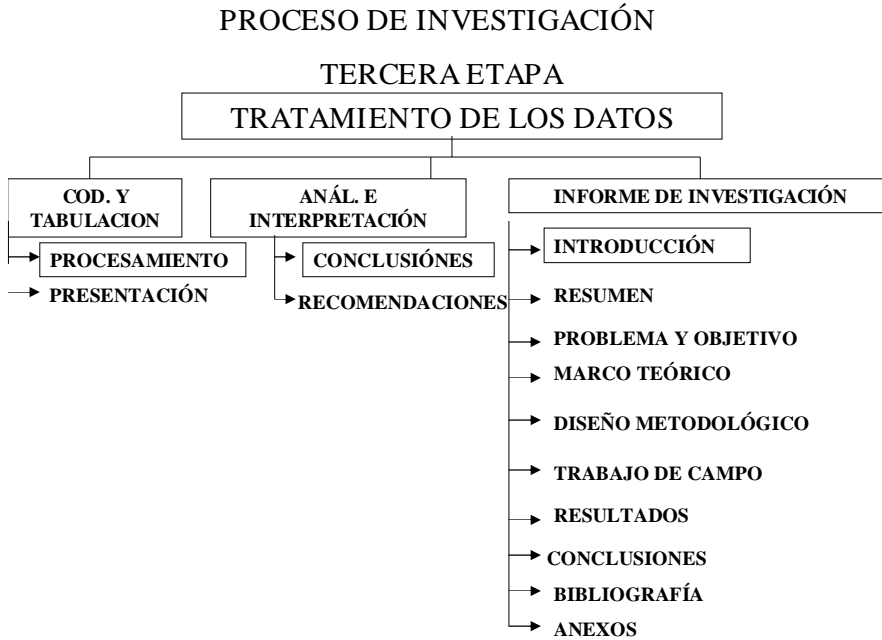 PROCESO DE INVESTIGACIÓN
TERCERA ETAPA
TRATAMIENTO DE LOS DATOS
COD. Y
TABULACION
PROCESAMIENTO
PRESENTACIÓN
ANÁL. E
INTERPRETACIÓN
CONCLUSIÓNES
RECOMENDACIONES
INFORME DE INVESTIGACIÓN
INTRODUCCIÓN
RESUMEN
PROBLEMA Y OBJETIVO
MARCO TEÓRICO
DISEÑO METODOLÓGICO
TRABAJO DE CAMPO
RESULTADOS
CONCLUSIONES
BIBLIOGRAFÍA
ANEXOS